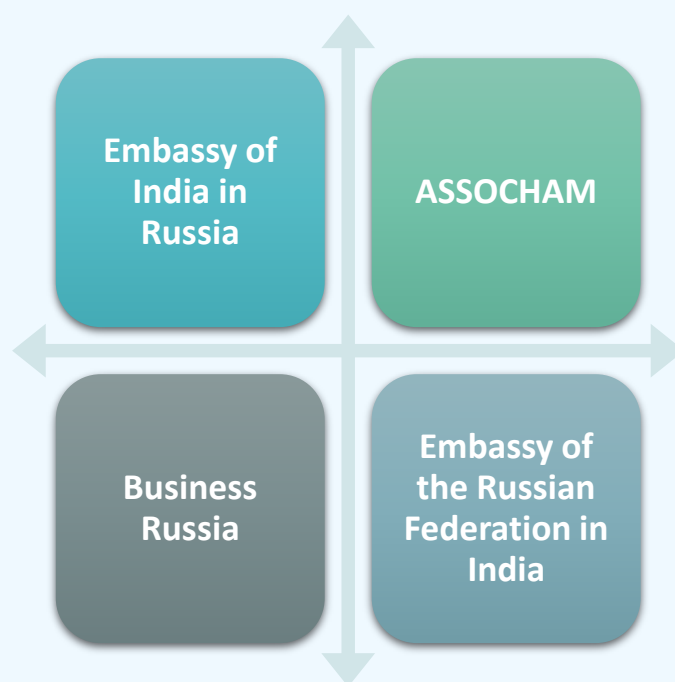 Embassy of
India in
Russia
ASSOCHAM
Business
Russia
Embassy of
the Russian
Federation in
India